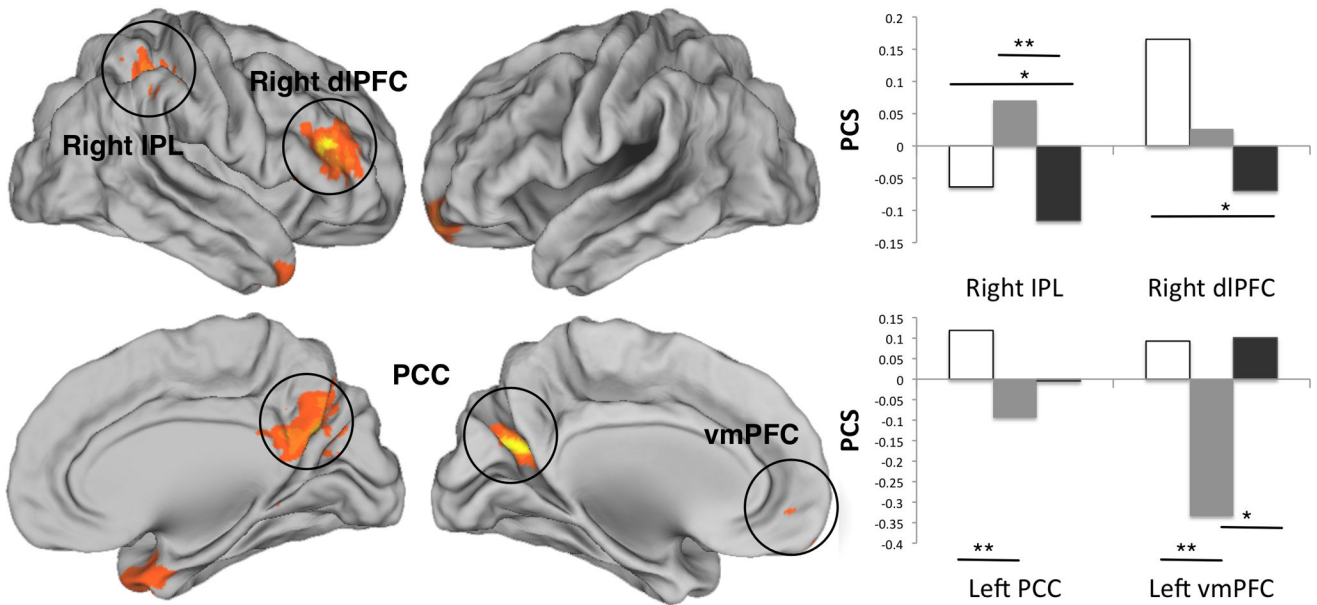 Right dlPFC
Right IPL
PCC
vmPFC
0.2
0.15
0.1
0.05
0
-0.05
-0.1
-0.15
PCS
**
*
*
Right IPL
Right dlPFC
0.15
0.1
0.05
0
-0.05
-0.1
-0.15
-0.2
-0.25
-0.3
-0.35
-0.4
PCS
*
**
**
Left PCC
Left vmPFC